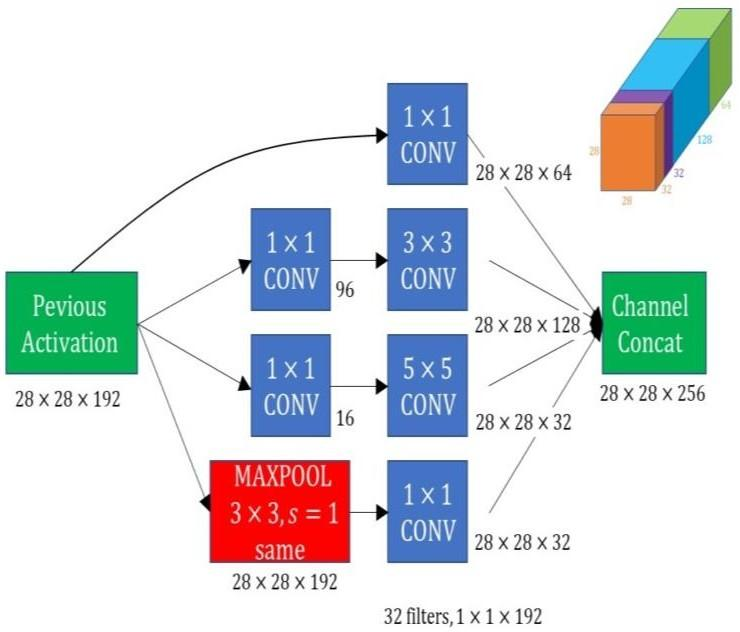 64
128
32
32
28
28
1 × 1
CONV
28 × 28 × 64
1 × 1
CONV
96
3 × 3
CONV
28 × 28 × 128
Pevious
Activation
28 × 28 × 192
Channel
Concat
28 × 28 × 256
1 × 1
CONV
16
5 × 5
CONV
28 × 28 × 32
MAXPOOL
3 × 3, s = 1
same
28 × 28 × 192
1 × 1
CONV
28 × 28 × 32
32 filters, 1 × 1 × 192